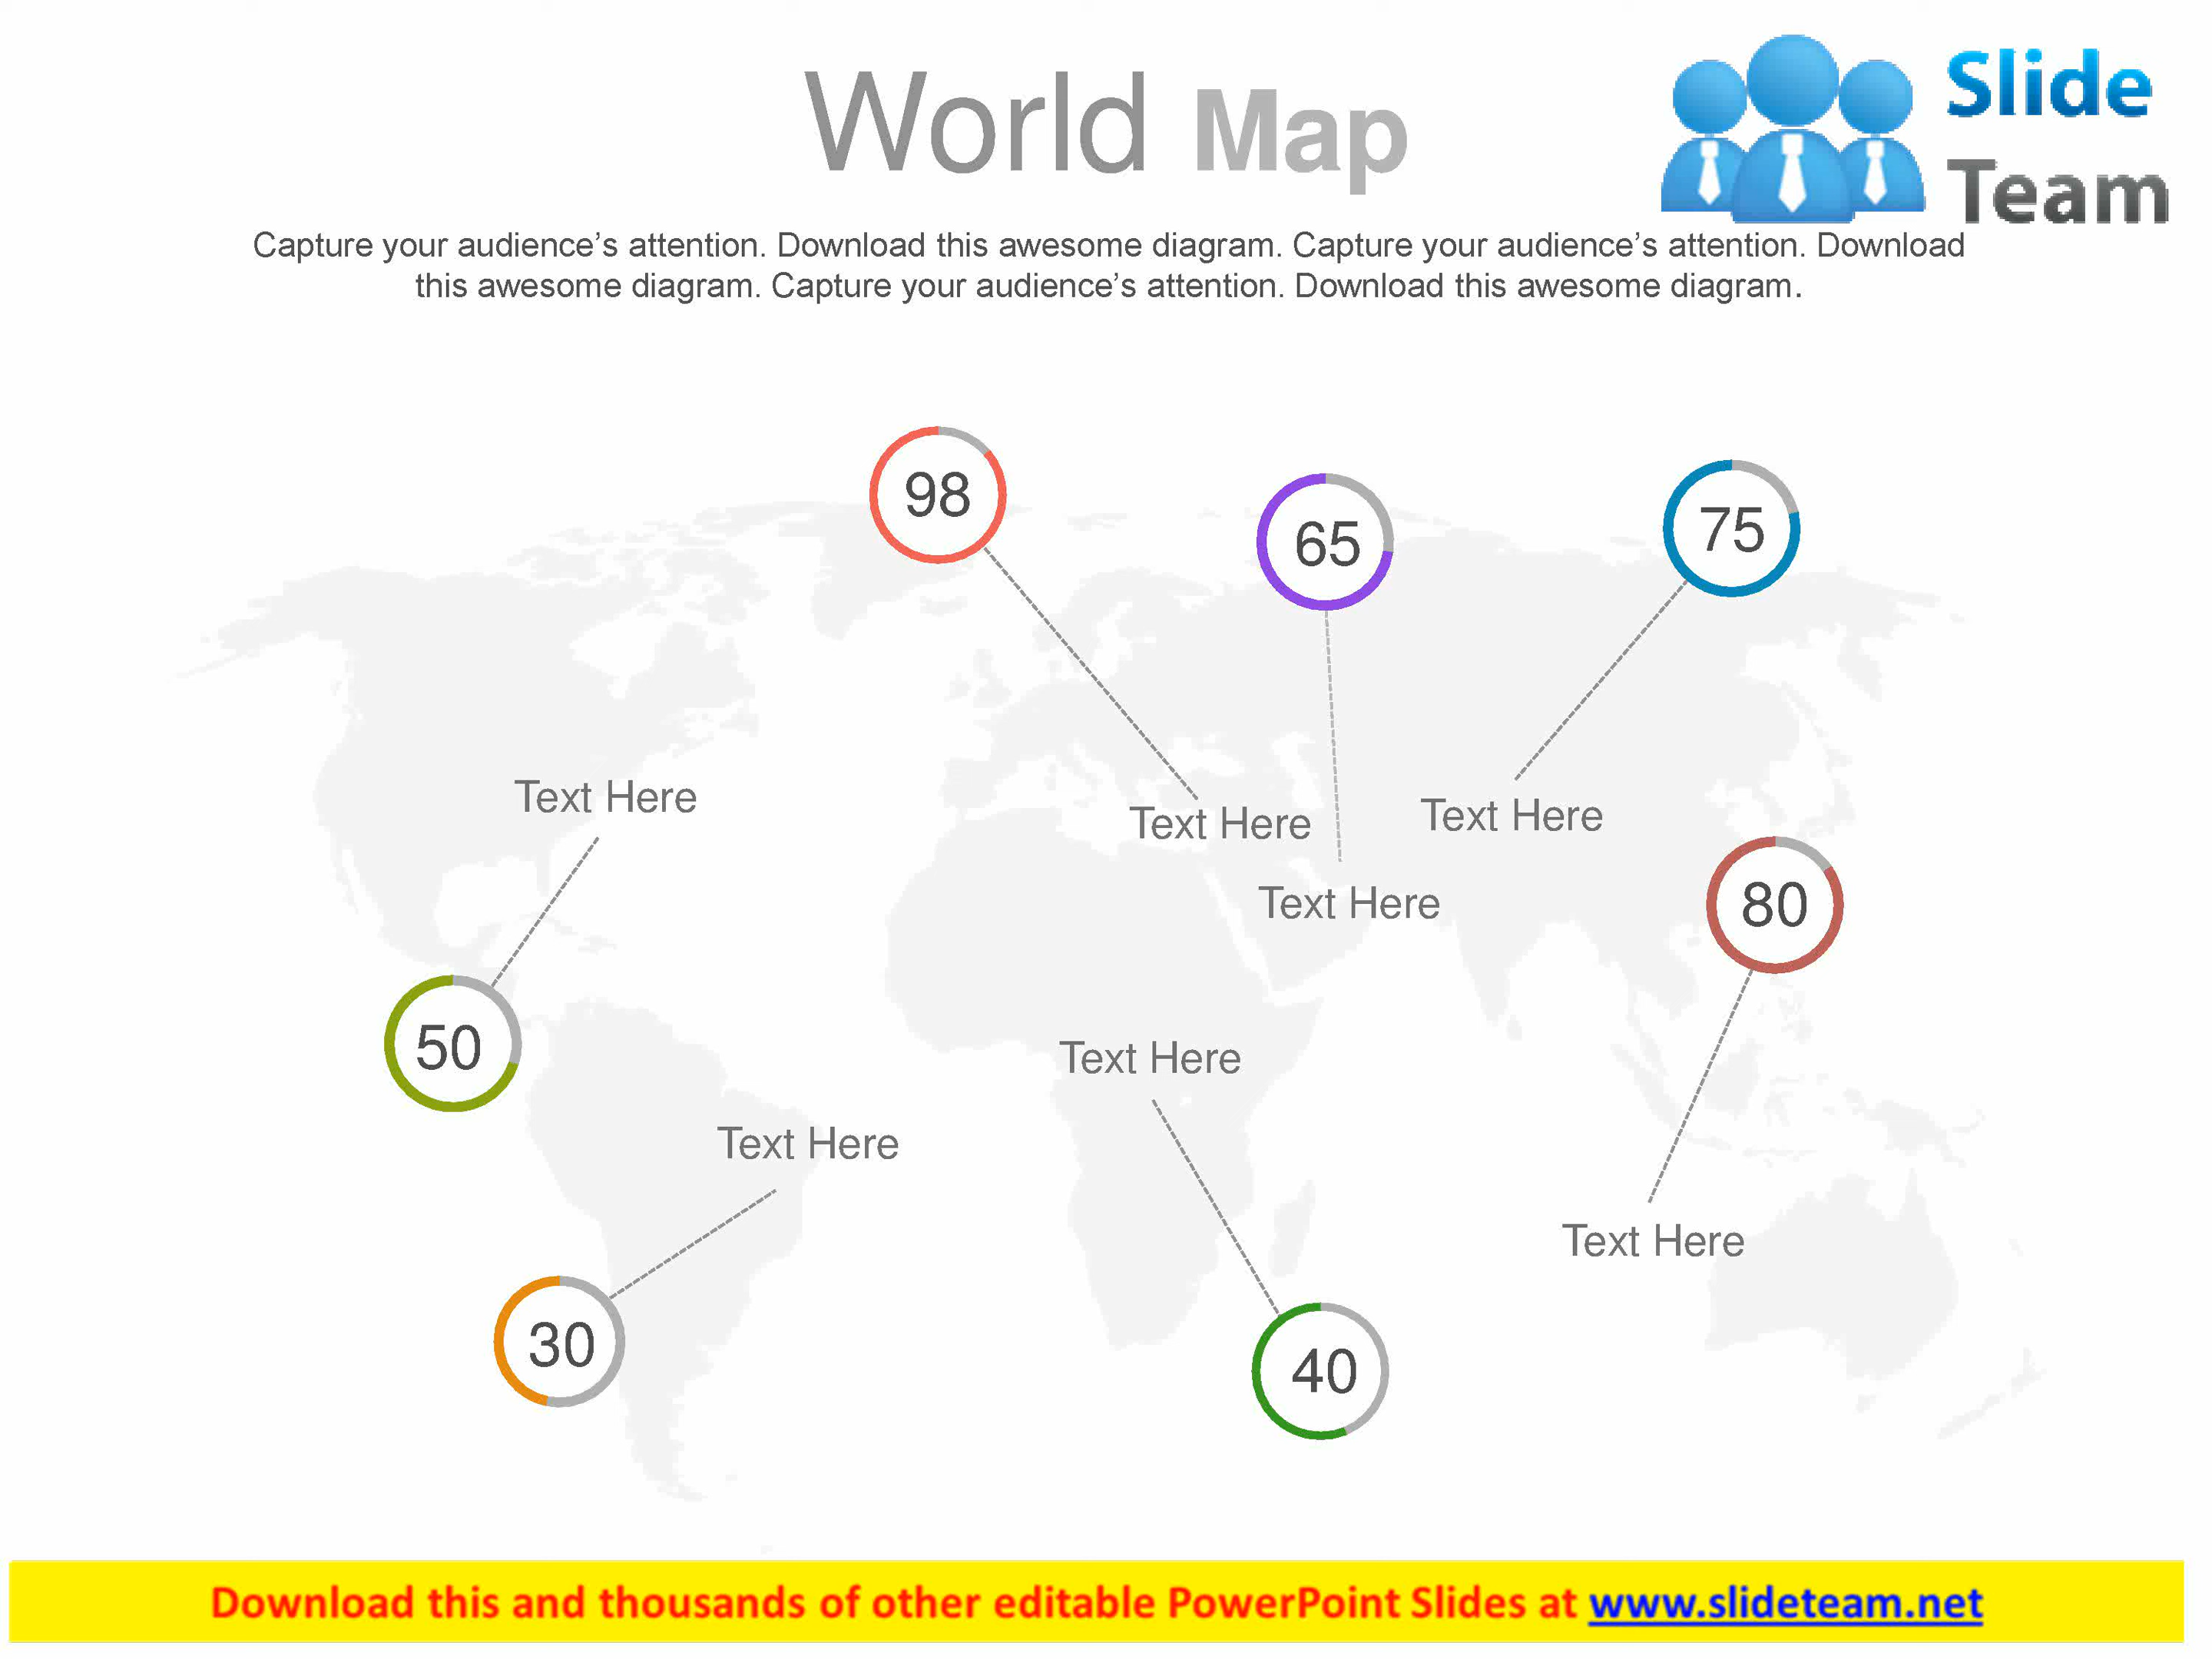 World Map
Slide
Team
Capture your audience’s attention. Download this awesome diagram. Capture your audience’s attention. Download
this awesome diagram. Capture your audience’s attention. Download this awesome diagram.
98
65
75
Text Here
Text Here
Text Here
Text Here
80
50
Text Here
Text Here
Text Here
30
40
Download this and thousands of other editable PowerPoint Slides at www.slideteam.net